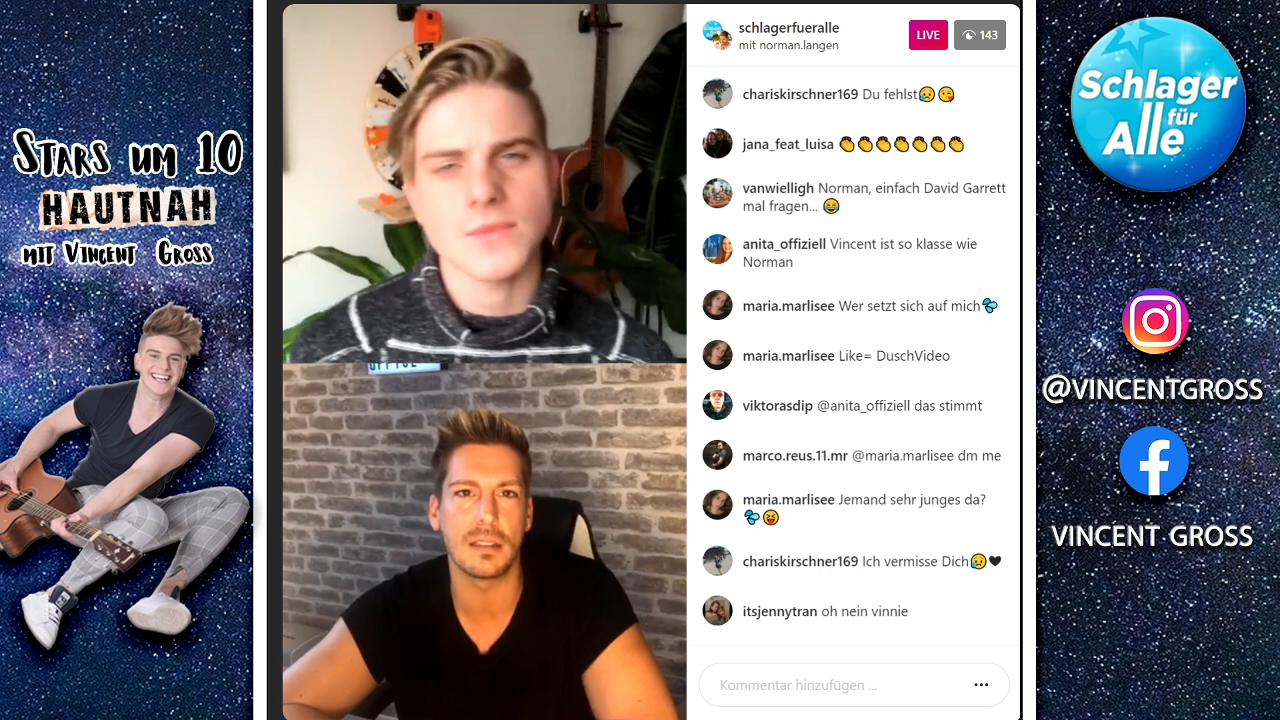 Stars um 10
HAUTNAH
mit Vincent Gross
schlagerfueralle
mit norman.langen
LIVE
143
chariskirschner169 Du fehlst😥😘
jana_feat_luisa 👏👏👏👏👏👏👏
vanwielligh Norman, einfach David Garrett
mal fragen... 😂
anita_offiziell Vincent ist so klasse wie
Norman
maria.marlisee Wer setzt sich auf mich💦
maria.marlisee Like= DuschVideo
viktorasdip @anita_offiziell das stimmt
marco.reus.11.mr @maria.marlisee dm me
maria.marlisee Jemand sehr junges da?
💦😝
chariskirschner169 Ich vermisse Dich😥🖤
itsjennytran oh nein vinnie
Kommentar hinzufügen ...
Schlager
für
Alle
@VINCENTGROSS
VINCENT GROSS